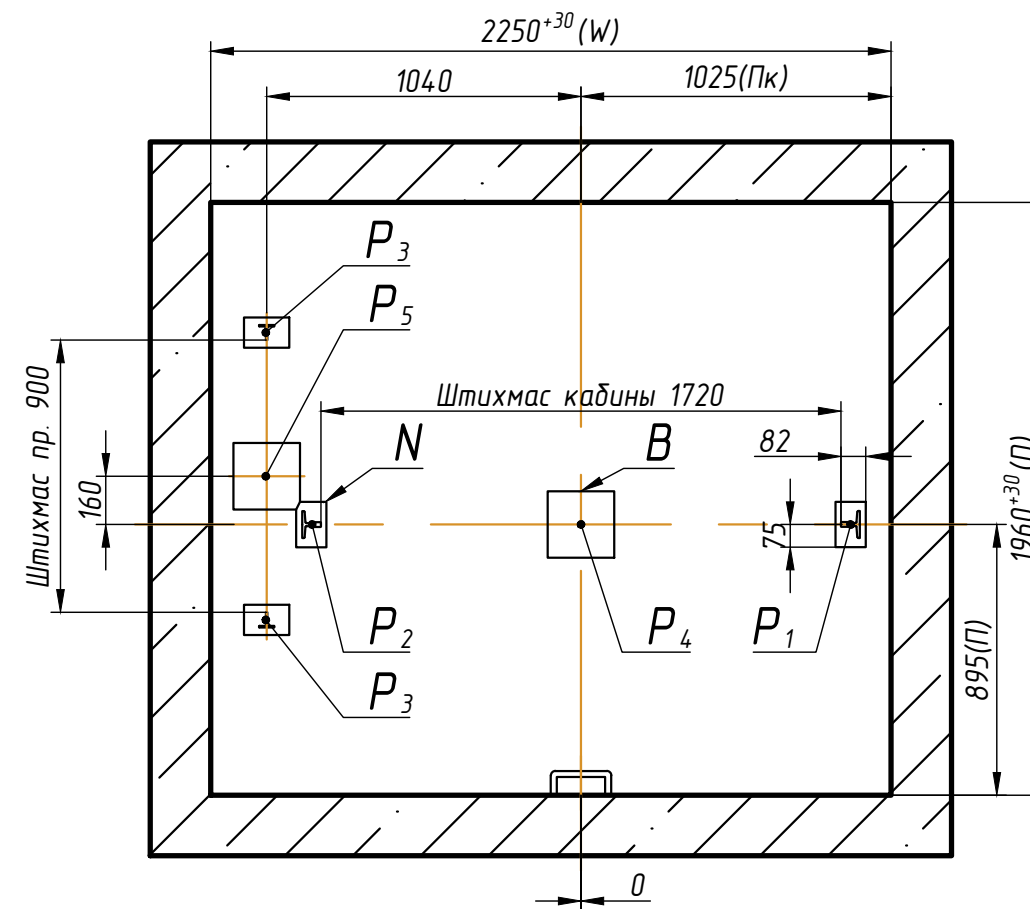 2250⁺³⁰(W)
1040
1025(Пк)
P₃
P₅
Штихмас пр. 900
Штихмас кабины 1720
N
B
82
160
75
1960⁺³⁰(П)
P₂
P₄
P₁
895(П)
P₃
0